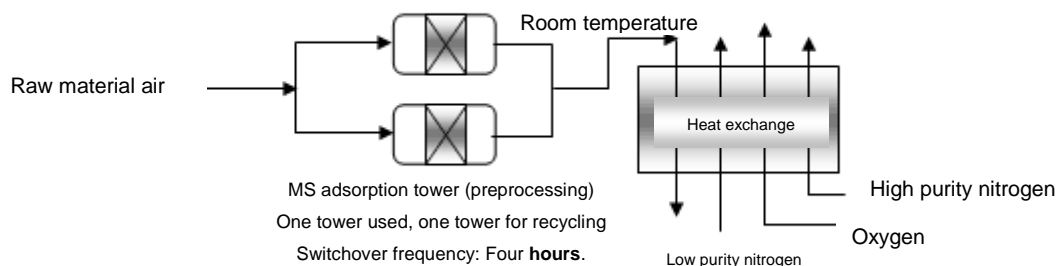 Room temperature
Raw material air
Heat exchange
MS adsorption tower (preprocessing)
One tower used, one tower for recycling
Switchover frequency: Four hours.
High purity nitrogen
Oxygen
Low purity nitrogen